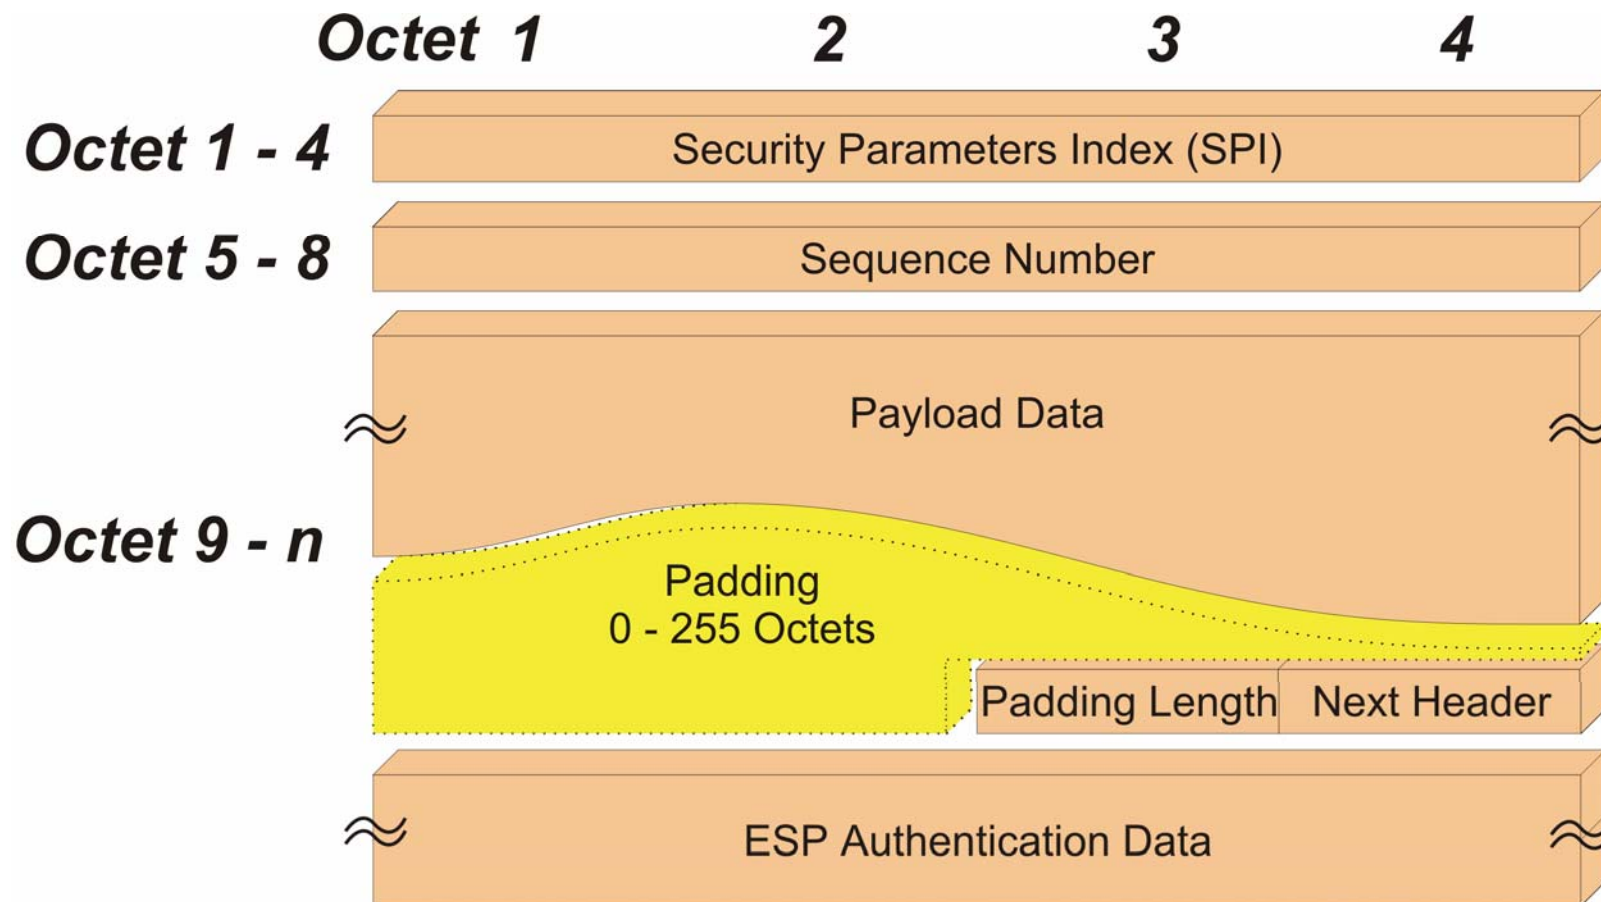 Octet 1 2 3 4
Octet 1 - 4
Security Parameters Index (SPI)
Octet 5 - 8
Sequence Number
Payload Data
Octet 9 - n
Padding
0 - 255 Octets
Padding Length
Next Header
ESP Authentication Data